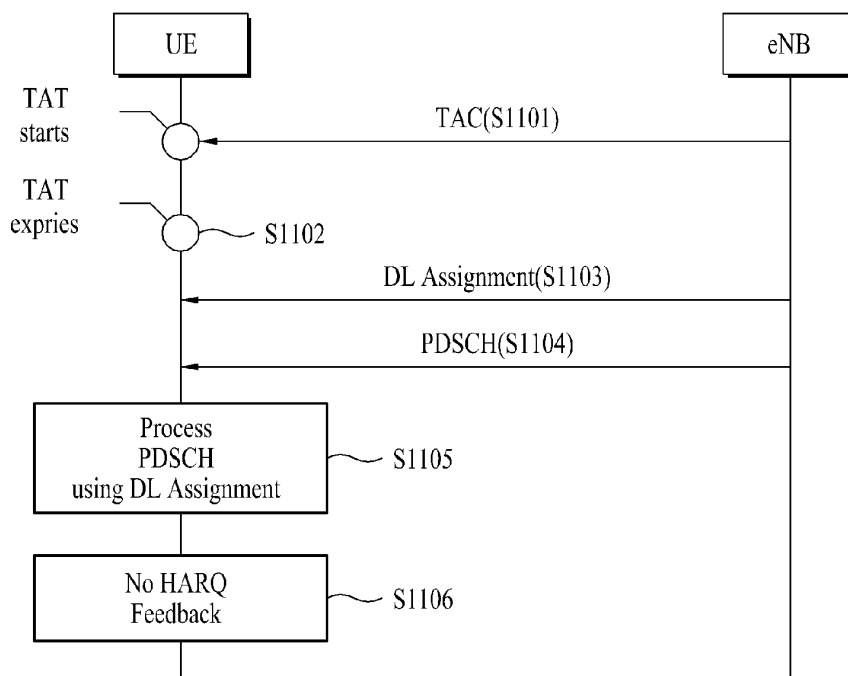 UE
eNB
TAT
starts
TAC(S1101)
TAT
expries
S1102
DL Assignment(S1103)
PDSCH(S1104)
Process
PDSCH
using DL Assignment
S1105
No HARQ
Feedback
S1106